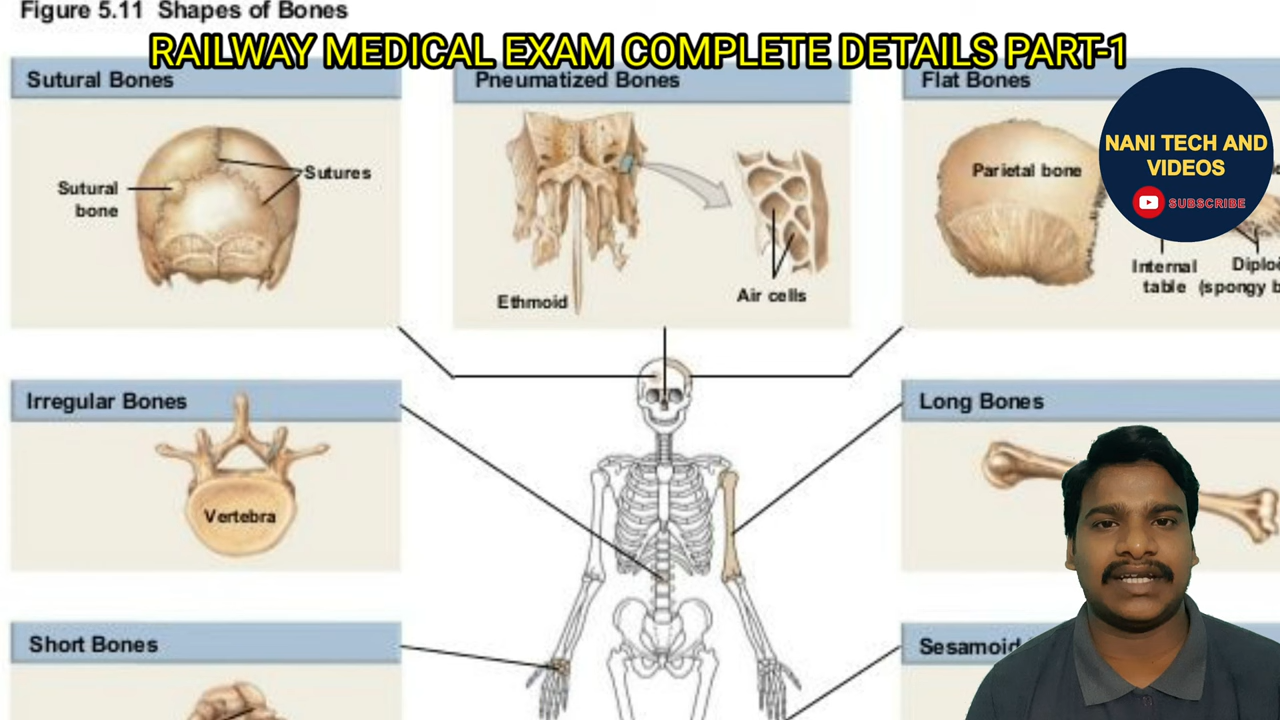 Figure 5.11 Shapes of Bones
RAILWAY MEDICAL EXAM COMPLETE DETAILS PART-1
Sutural Bones
Pneumatized Bones
Flat Bones
NANI TECH AND
VIDEOS
SUBSCRIBE
Sutures
Sutural
bone
Parietal bone
Ethmoid
Air cells
Internal
table
(spongy
Irregular Bones
Long Bones
Vertebra
Short Bones
Sesamoid